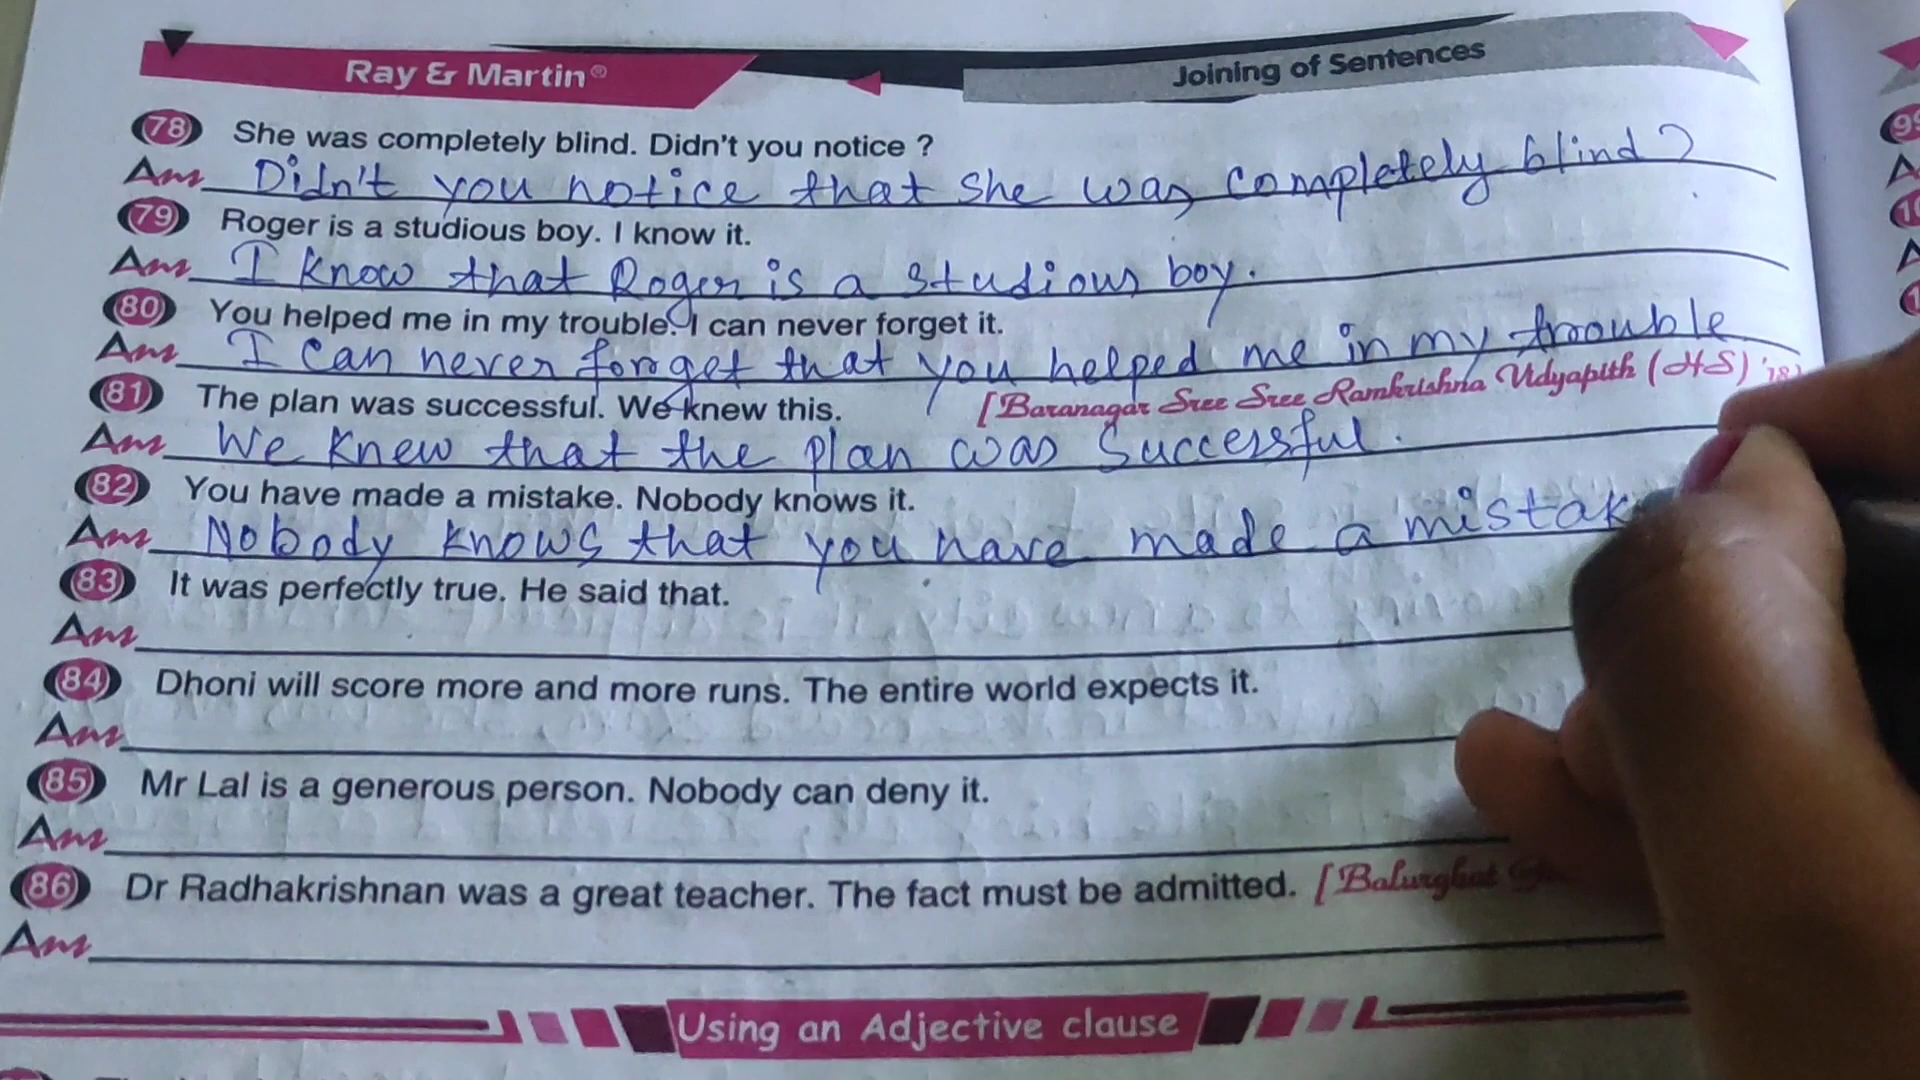 Ray & Martin®
Joining of Sentences
78 She was completely blind. Didn't you notice ?
Ans Didn't you notice that she was completely blind?
79 Roger is a studious boy. I know it.
Ans I know that Roger is a studious boy.
80 You helped me in my trouble. I can never forget it.
Ans I can never forget that you helped me in my trouble
81 The plan was successful. We knew this. [Baranagar Sree Sree Ramkrishna Vidyapith (HS) '18]
Ans We knew that the plan was successful.
82 You have made a mistake. Nobody knows it.
Ans Nobody knows that you have made a mistak
83 It was perfectly true. He said that.
Ans
84 Dhoni will score more and more runs. The entire world expects it.
Ans
85 Mr Lal is a generous person. Nobody can deny it.
Ans
86 Dr Radhakrishnan was a great teacher. The fact must be admitted. [Balurghat
Ans
Using an Adjective clause